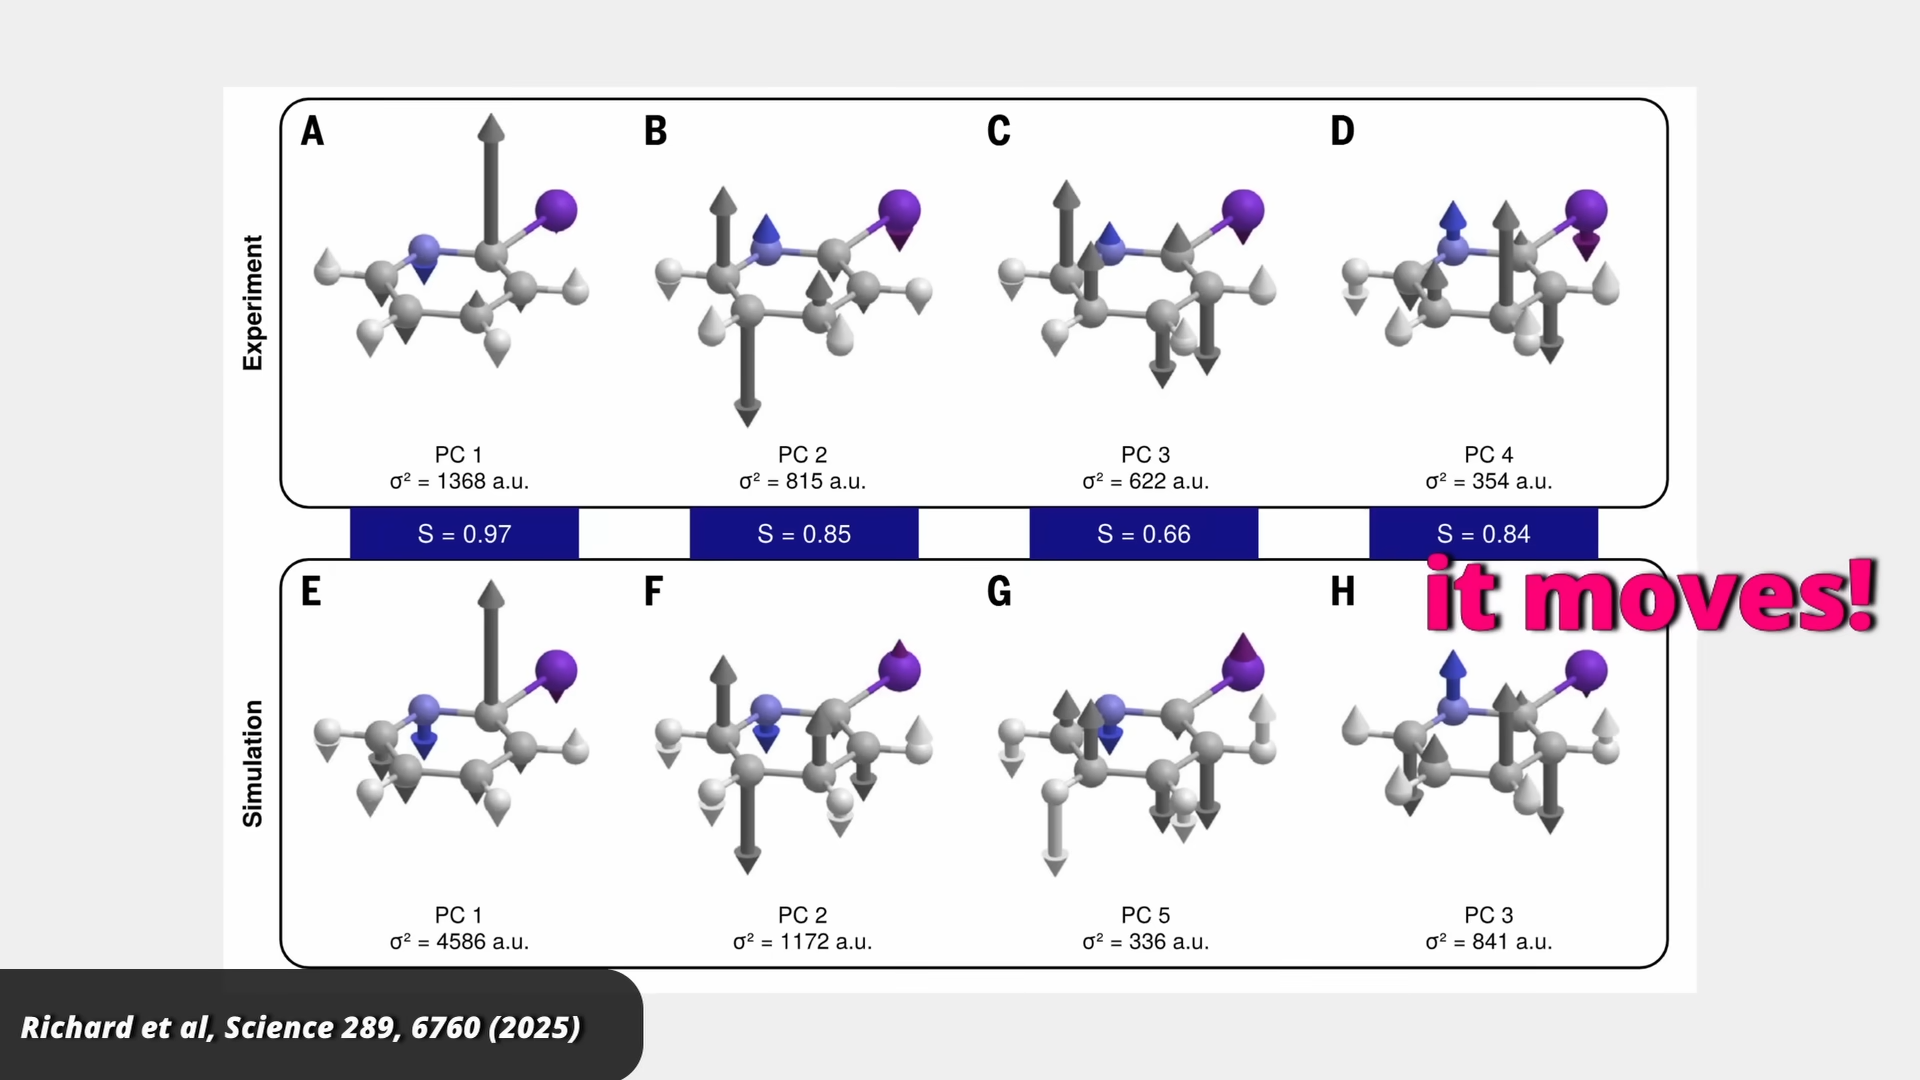 A
B
C
D
Experiment
PC 1
σ² = 1368 a.u.
PC 2
σ² = 815 a.u.
PC 3
σ² = 622 a.u.
PC 4
σ² = 354 a.u.
S = 0.97
S = 0.85
S = 0.66
S = 0.84
it moves!
E
F
G
H
Simulation
PC 1
σ² = 4586 a.u.
PC 2
σ² = 1172 a.u.
PC 5
σ² = 336 a.u.
PC 3
σ² = 841 a.u.
Richard et al, Science 289, 6760 (2025)